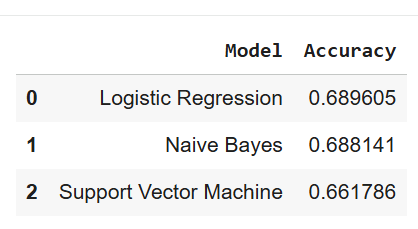 Model Accuracy
0 Logistic Regression 0.689605
1 Naive Bayes 0.688141
2 Support Vector Machine 0.661786